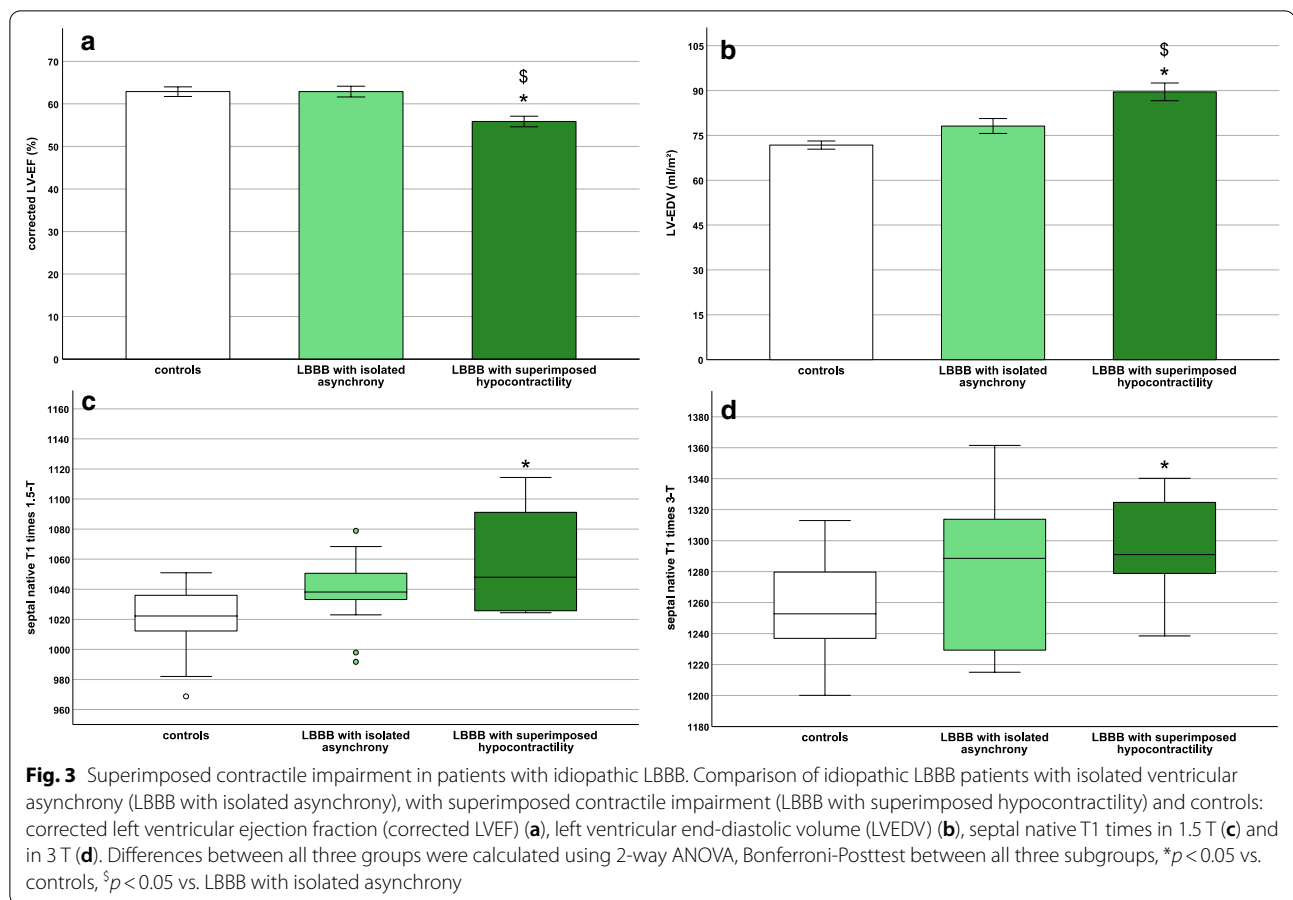 a
70
60
50
40
30
20
10
0
corrected LV-EF (%)
$
*
controls
LBBB with isolated
asynchrony
LBBB with superimposed
hypocontractility
b
105
90
75
60
45
30
15
0
LV-EDV (ml/m²)
$
*
controls
LBBB with isolated
asynchrony
LBBB with superimposed
hypocontractility
c
1160
1140
1120
1100
1080
1060
1040
1020
1000
980
960
septal native T1 times 1.5-T
*
controls
LBBB with isolated
asynchrony
LBBB with superimposed
hypocontractility
d
1380
1360
1340
1320
1300
1280
1260
1240
1220
1200
1180
septal native T1 times 3-T
*
controls
LBBB with isolated
asynchrony
LBBB with superimposed
hypocontractility
Fig. 3 Superimposed contractile impairment in patients with idiopathic LBBB. Comparison of idiopathic LBBB patients with isolated ventricular
asynchrony (LBBB with isolated asynchrony), with superimposed contractile impairment (LBBB with superimposed hypocontractility) and controls:
corrected left ventricular ejection fraction (corrected LVEF) (a), left ventricular end-diastolic volume (LVEDV) (b), septal native T1 times in 1.5 T (c) and
in 3 T (d). Differences between all three groups were calculated using 2-way ANOVA, Bonferroni-Posttest between all three subgroups, *p < 0.05 vs.
controls, $p < 0.05 vs. LBBB with isolated asynchrony